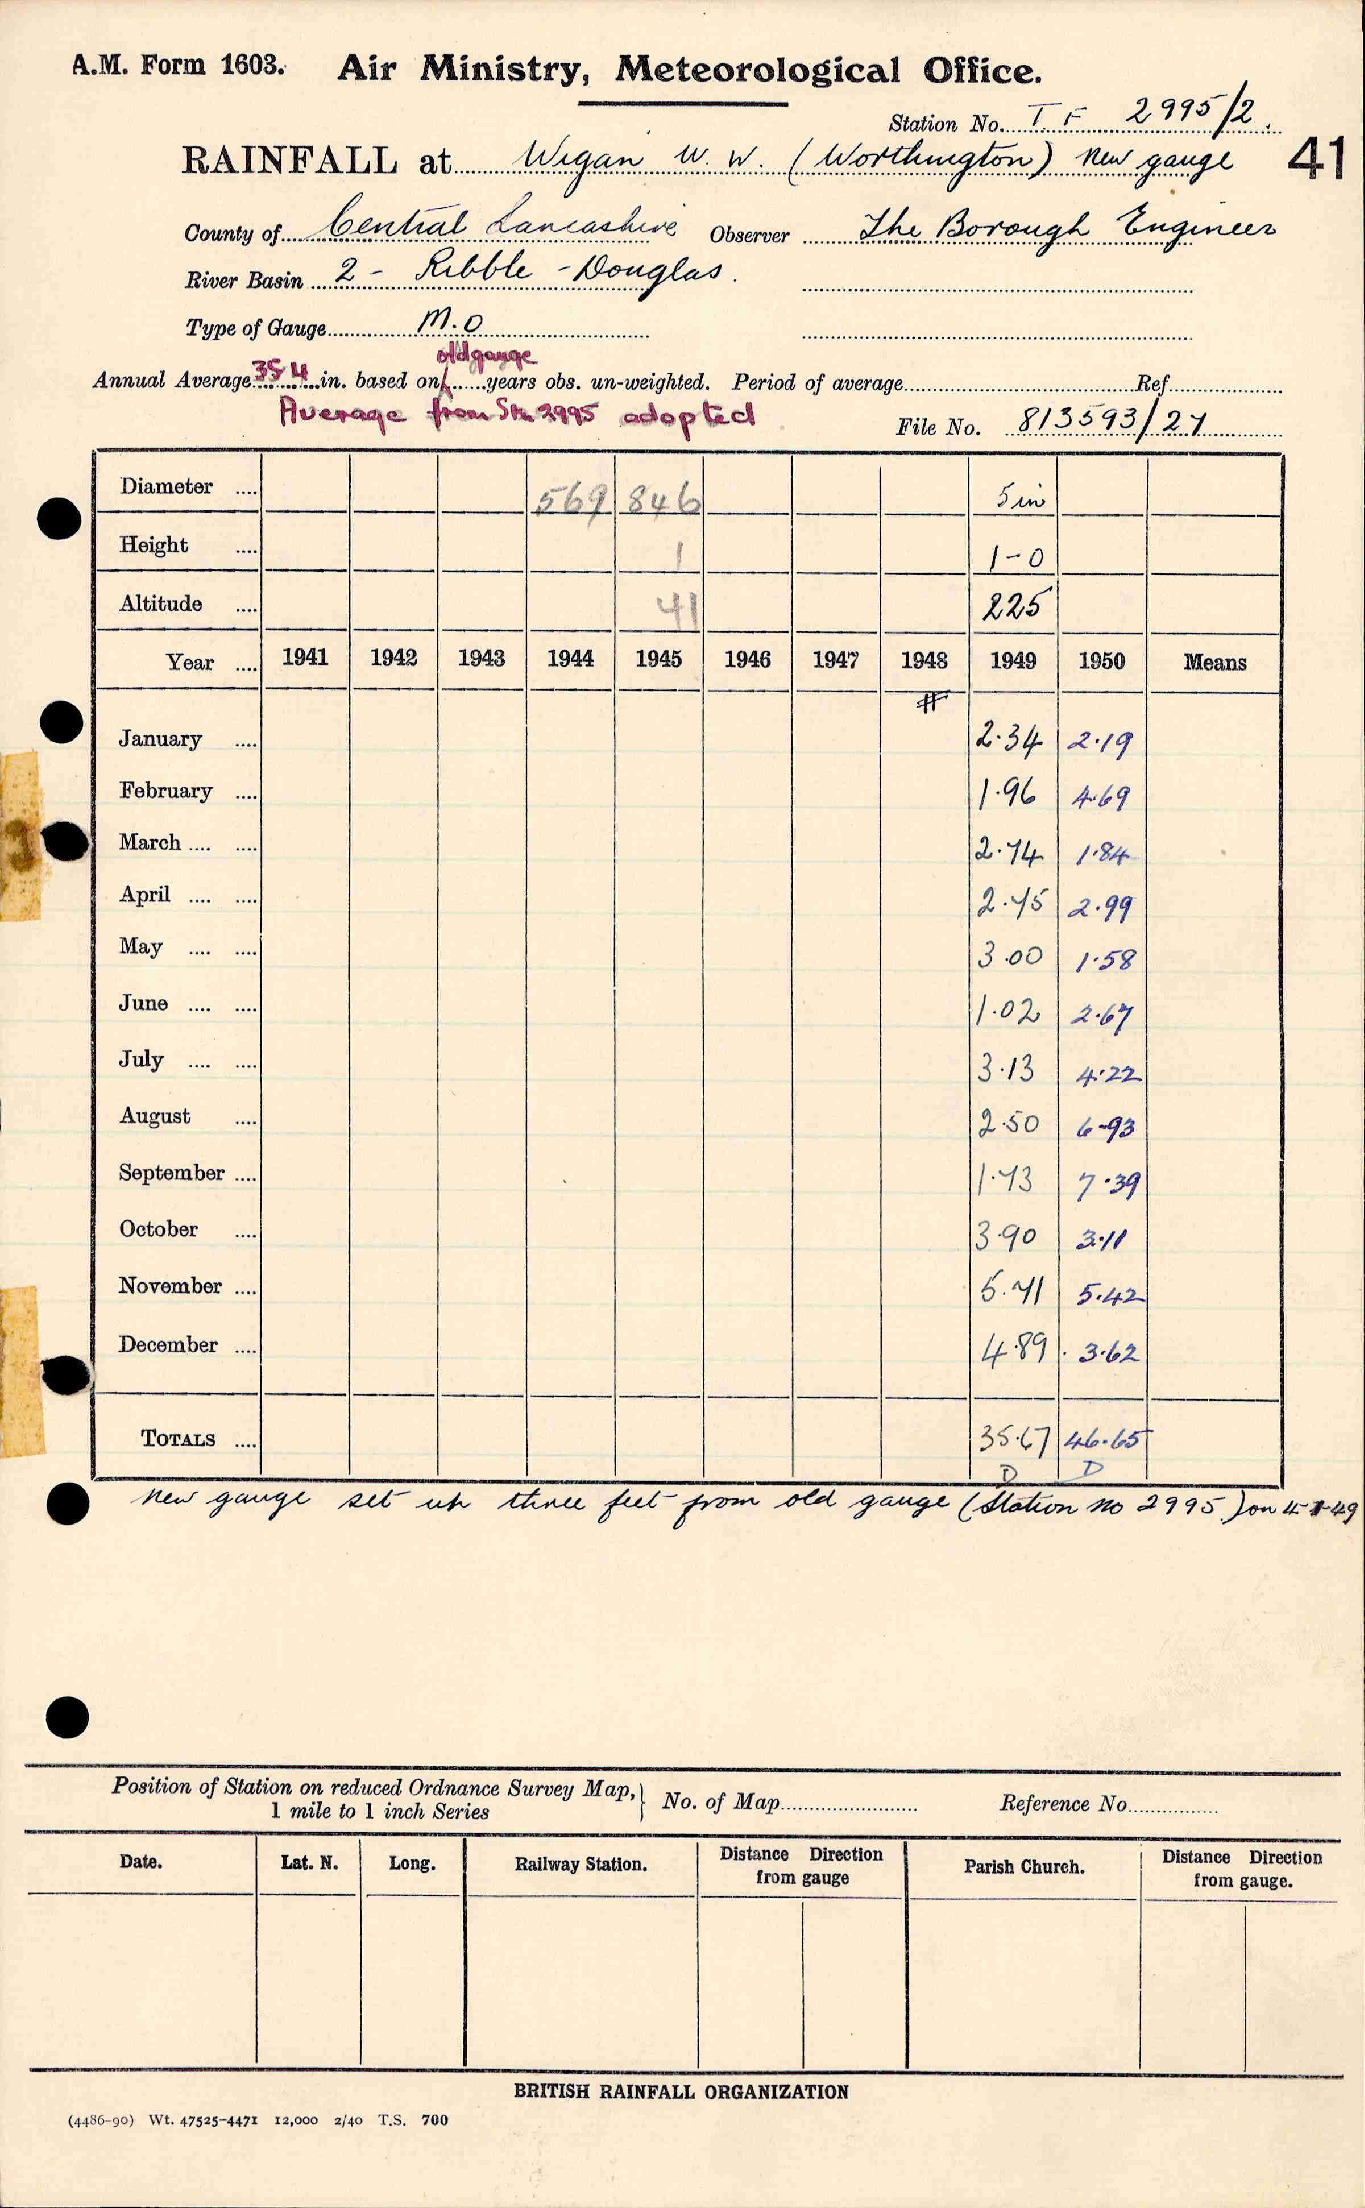 A.M. Form 1603. Air Ministry, Meteorological Office.
Station No. T F 2995/2.
RAINFALL at Wigan W. W. (Worthington) New gauge 41
County of Central Lancashire Observer The Borough Engineer
River Basin 2 - Ribble - Douglas.
Type of Gauge M.O
old gauge
Annual Average 35.4 in. based on years obs. un-weighted. Period of average Ref
Average from Stn 2995 adopted
File No. 813593/27
Diameter .... 569 846 5 in
Height .... 1 1-0
Altitude .... 41 225
Year .... 1941 1942 1943 1944 1945 1946 1947 1948 1949 1950 Means
#
January .... 2.34 2.19
February .... 1.96 4.69
March .... .... 2.74 1.84
April .... .... 2.75 2.99
May .... .... 3.00 1.58
June .... .... 1.02 2.67
July .... .... 3.13 4.22
August .... 2.50 6.93
September .... 1.73 7.39
October .... 3.90 3.11
November .... 5.71 5.42
December .... 4.89 3.62
TOTALS .... 35.67 46.65
D D
New gauge set up three feet from old gauge (Station no 2995) on 4-1-49
Position of Station on reduced Ordnance Survey Map, } No. of Map Reference No
1 mile to 1 inch Series
Date. Lat. N. Long. Railway Station. Distance Direction from gauge Parish Church. Distance Direction from gauge.
BRITISH RAINFALL ORGANIZATION
(4486-90) Wt. 47525-4471 12,000 2/40 T.S. 700